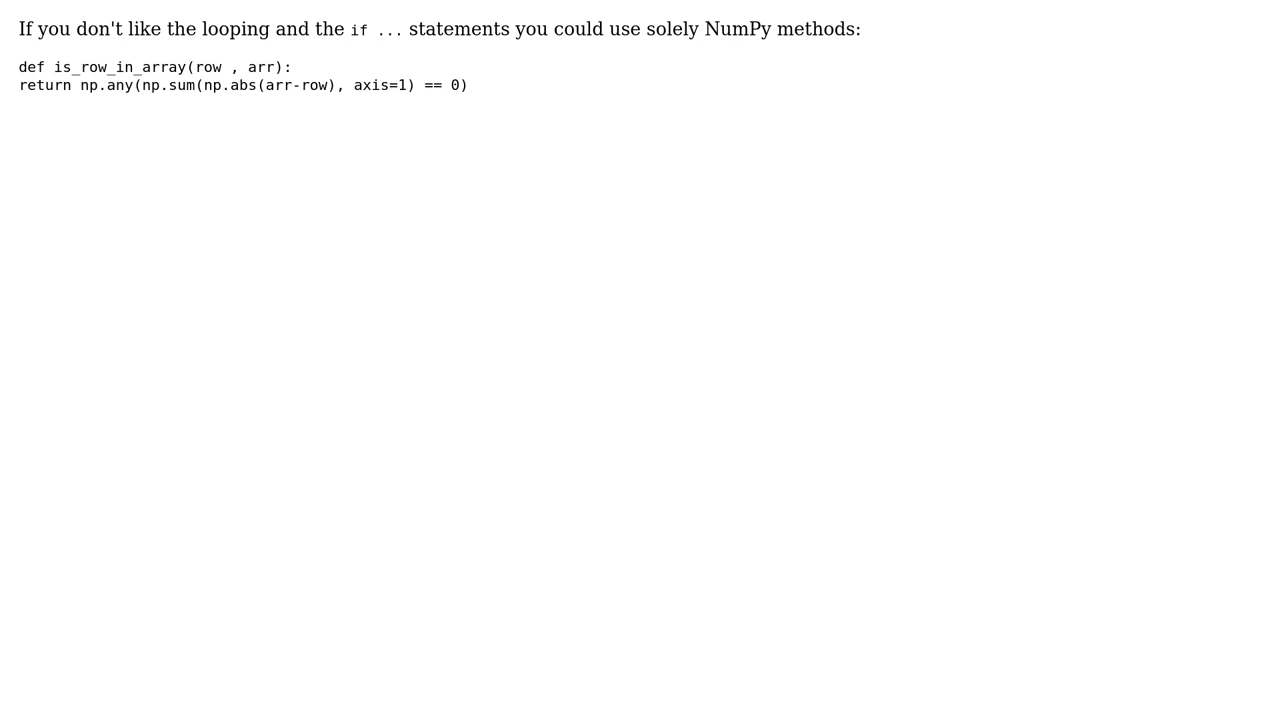 If you don't like the looping and the if ... statements you could use solely NumPy methods:
def is_row_in_array(row , arr):
return np.any(np.sum(np.abs(arr-row), axis=1) == 0)